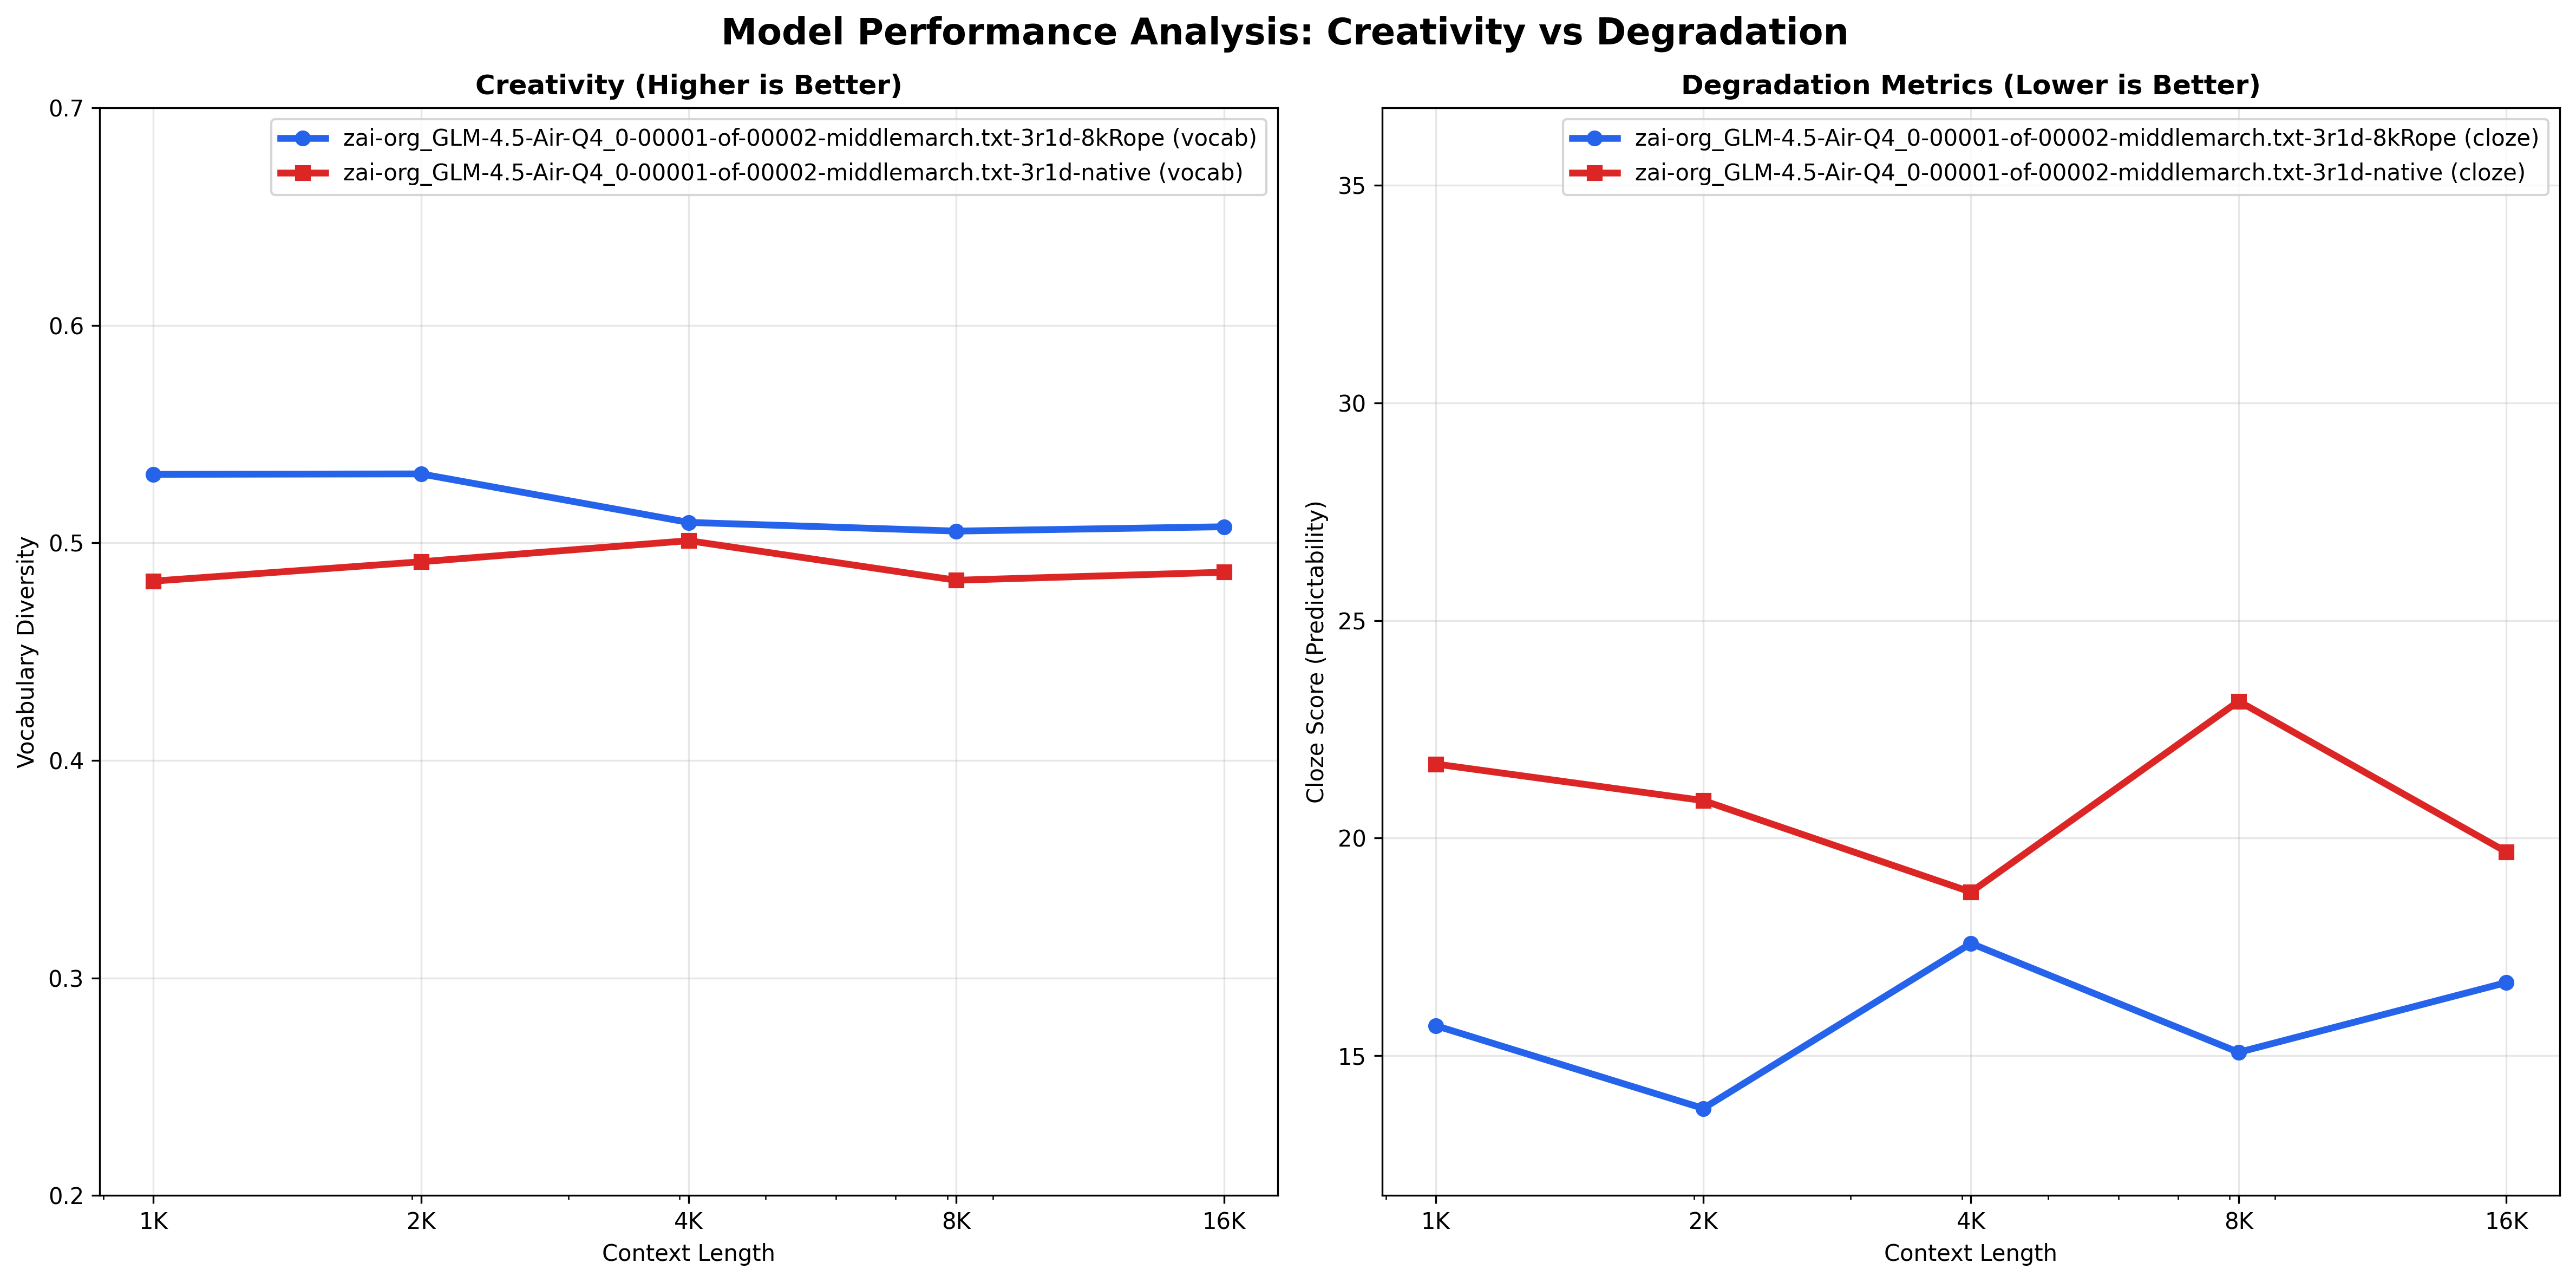 Model Performance Analysis: Creativity vs Degradation
Creativity (Higher is Better)
zai-org_GLM-4.5-Air-Q4_0-00001-of-00002-middlemarch.txt-3r1d-8kRope (vocab)
zai-org_GLM-4.5-Air-Q4_0-00001-of-00002-middlemarch.txt-3r1d-native (vocab)
0.7
0.6
0.5
0.4
0.3
0.2
Vocabulary Diversity
1K 2K 4K 8K 16K
Context Length
Degradation Metrics (Lower is Better)
zai-org_GLM-4.5-Air-Q4_0-00001-of-00002-middlemarch.txt-3r1d-8kRope (cloze)
zai-org_GLM-4.5-Air-Q4_0-00001-of-00002-middlemarch.txt-3r1d-native (cloze)
35
30
25
20
15
Cloze Score (Predictability)
1K 2K 4K 8K 16K
Context Length